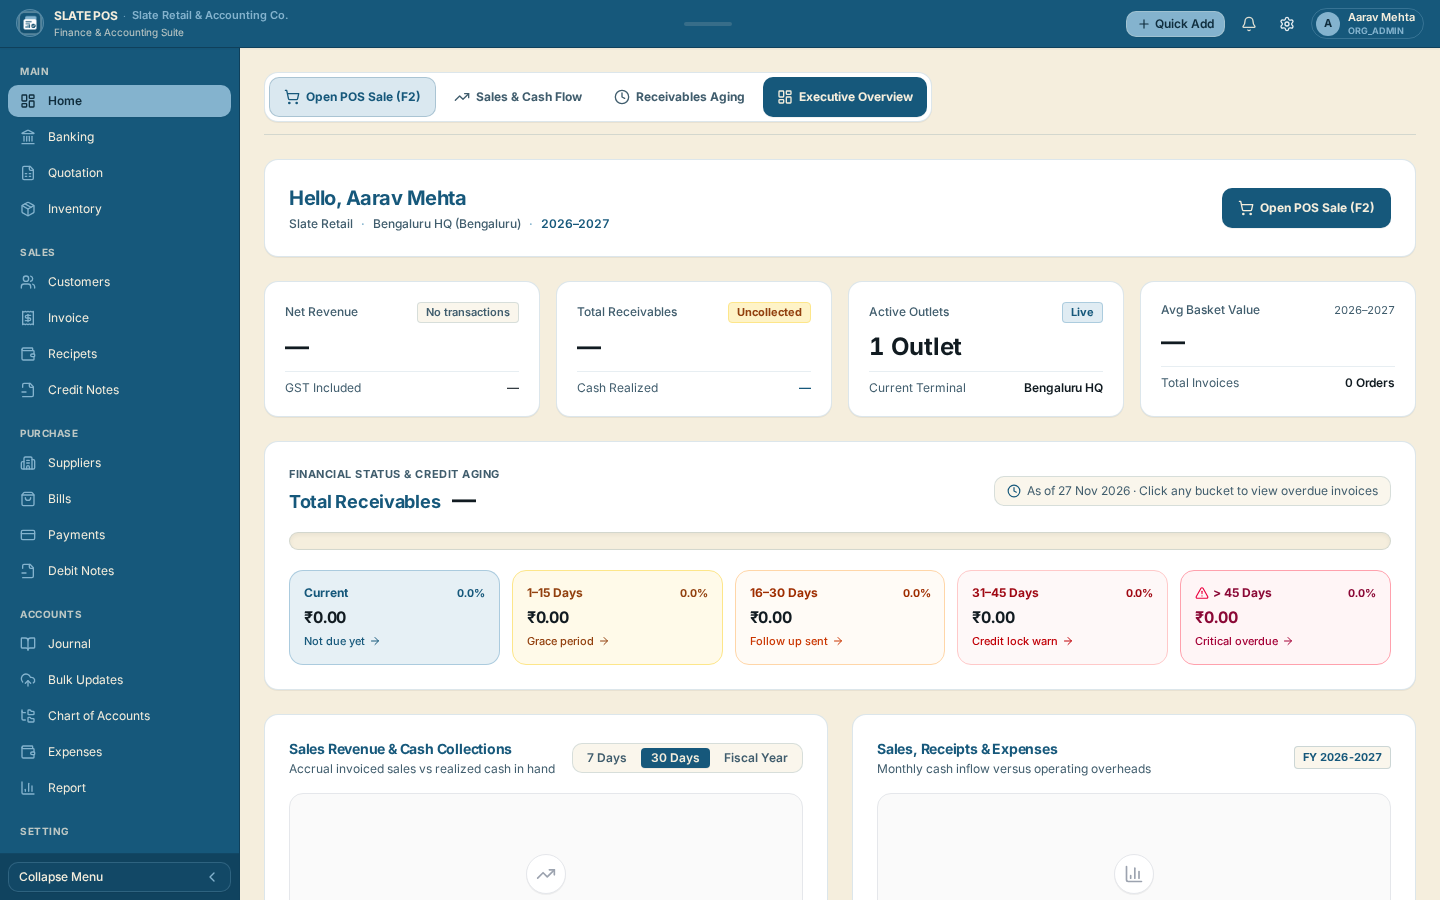 SLATE POS · Slate Retail & Accounting Co.
Finance & Accounting Suite
Quick Add
A
Aarav Mehta
ORG_ADMIN
MAIN
Home
Banking
Quotation
Inventory
SALES
Customers
Invoice
Recipets
Credit Notes
PURCHASE
Suppliers
Bills
Payments
Debit Notes
ACCOUNTS
Journal
Bulk Updates
Chart of Accounts
Expenses
Report
SETTING
Collapse Menu
Open POS Sale (F2)
Sales & Cash Flow
Receivables Aging
Executive Overview
Hello, Aarav Mehta
Slate Retail · Bengaluru HQ (Bengaluru) · 2026–2027
Open POS Sale (F2)
Net Revenue
No transactions
—
GST Included
—
Total Receivables
Uncollected
—
Cash Realized
—
Active Outlets
Live
1 Outlet
Current Terminal
Bengaluru HQ
Avg Basket Value
2026–2027
—
Total Invoices
0 Orders
FINANCIAL STATUS & CREDIT AGING
Total Receivables —
As of 27 Nov 2026 · Click any bucket to view overdue invoices
Current
0.0%
₹0.00
Not due yet →
1–15 Days
0.0%
₹0.00
Grace period →
16–30 Days
0.0%
₹0.00
Follow up sent →
31–45 Days
0.0%
₹0.00
Credit lock warn →
> 45 Days
0.0%
₹0.00
Critical overdue →
Sales Revenue & Cash Collections
Accrual invoiced sales vs realized cash in hand
7 Days
30 Days
Fiscal Year
Sales, Receipts & Expenses
Monthly cash inflow versus operating overheads
FY 2026-2027